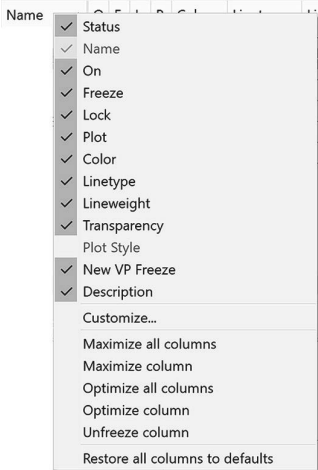 Name
Status
Name
On
Freeze
Lock
Plot
Color
Linetype
Lineweight
Transparency
Plot Style
New VP Freeze
Description
Customize...
Maximize all columns
Maximize column
Optimize all columns
Optimize column
Unfreeze column
Restore all columns to defaults